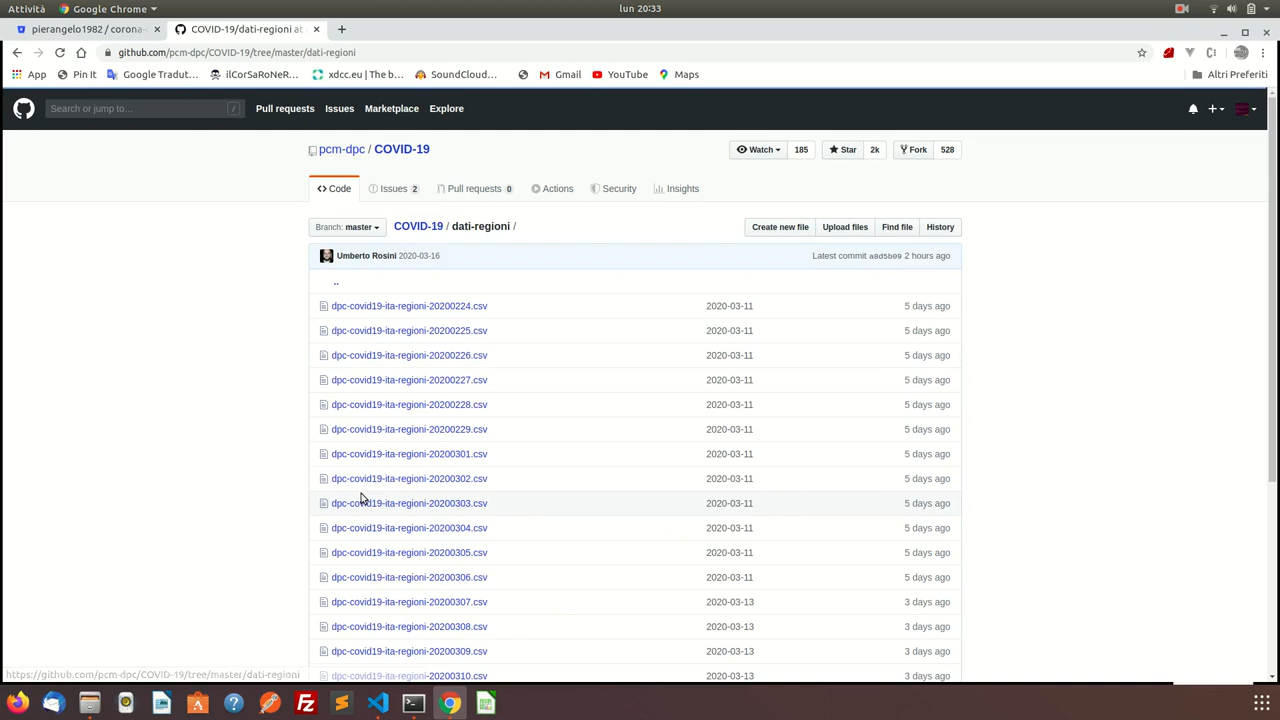 Attività Google Chrome lun 20:33
pierangelo1982 / corona- COVID-19/dati-regioni at
github.com/pcm-dpc/COVID-19/tree/master/dati-regioni
App Pin It Google Tradut… ilCorSaRoNeR… xdcc.eu | The b… SoundCloud… Gmail YouTube Maps Altri Preferiti
Search or jump to… / Pull requests Issues Marketplace Explore
pcm-dpc / COVID-19 Watch 185 Star 2k Fork 528
Code Issues 2 Pull requests 0 Actions Security Insights
Branch: master COVID-19 / dati-regioni / Create new file Upload files Find file History
Umberto Rosini 2020-03-16 Latest commit 2 hours ago
..
dpc-covid19-ita-regioni-20200224.csv 2020-03-11 5 days ago
dpc-covid19-ita-regioni-20200225.csv 2020-03-11 5 days ago
dpc-covid19-ita-regioni-20200226.csv 2020-03-11 5 days ago
dpc-covid19-ita-regioni-20200227.csv 2020-03-11 5 days ago
dpc-covid19-ita-regioni-20200228.csv 2020-03-11 5 days ago
dpc-covid19-ita-regioni-20200229.csv 2020-03-11 5 days ago
dpc-covid19-ita-regioni-20200301.csv 2020-03-11 5 days ago
dpc-covid19-ita-regioni-20200302.csv 2020-03-11 5 days ago
dpc-covid19-ita-regioni-20200303.csv 2020-03-11 5 days ago
dpc-covid19-ita-regioni-20200304.csv 2020-03-11 5 days ago
dpc-covid19-ita-regioni-20200305.csv 2020-03-11 5 days ago
dpc-covid19-ita-regioni-20200306.csv 2020-03-11 5 days ago
dpc-covid19-ita-regioni-20200307.csv 2020-03-13 3 days ago
dpc-covid19-ita-regioni-20200308.csv 2020-03-13 3 days ago
dpc-covid19-ita-regioni-20200309.csv 2020-03-13 3 days ago
dpc-covid19-ita-regioni-20200310.csv 2020-03-13 3 days ago
https://github.com/pcm-dpc/COVID-19/tree/master/dati-regioni